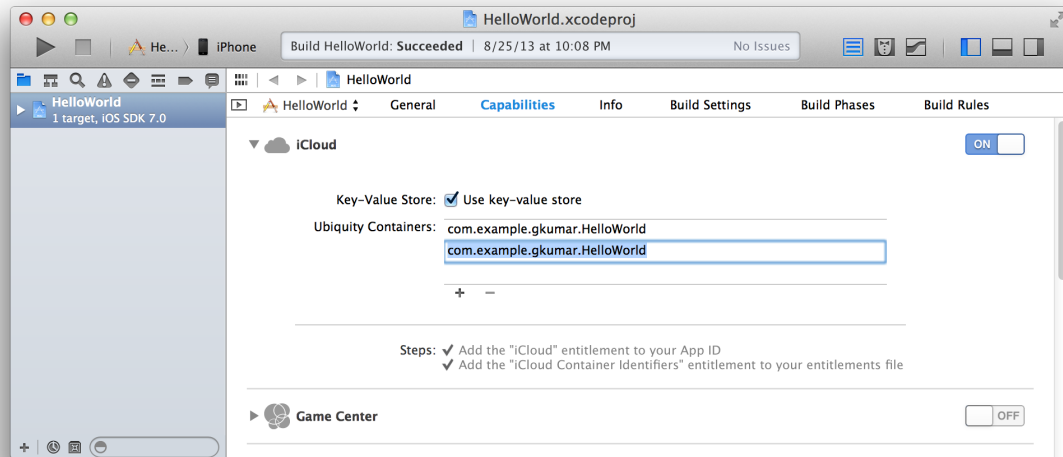 HelloWorld.xcodeproj
He... iPhone Build HelloWorld: Succeeded | 8/25/13 at 10:08 PM No Issues
HelloWorld
HelloWorld
1 target, iOS SDK 7.0
HelloWorld General Capabilities Info Build Settings Build Phases Build Rules
iCloud ON
Key-Value Store: Use key-value store
Ubiquity Containers: com.example.gkumar.HelloWorld
com.example.gkumar.HelloWorld
+ −
Steps: ✓ Add the "iCloud" entitlement to your App ID
✓ Add the "iCloud Container Identifiers" entitlement to your entitlements file
Game Center OFF